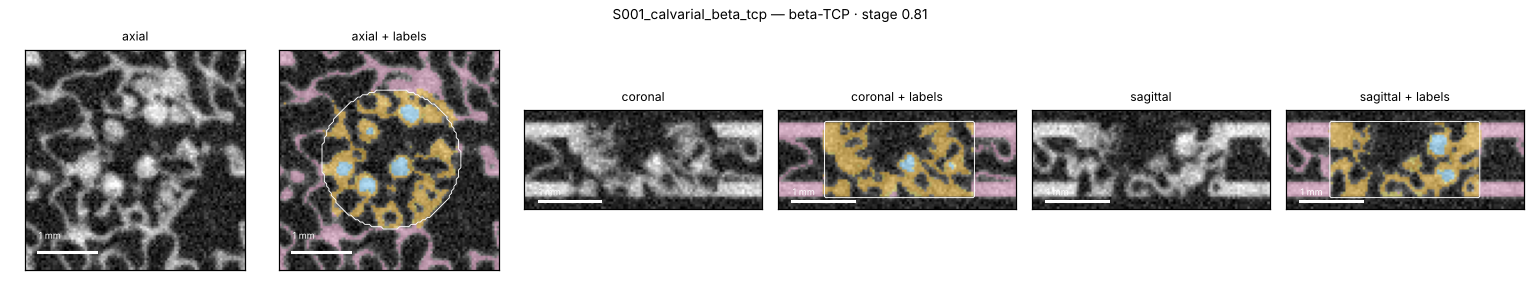 S001_calvarial_beta_tcp — beta-TCP · stage 0.81
axial
axial + labels
coronal
coronal + labels
sagittal
sagittal + labels
1 mm
1 mm
1 mm
1 mm
1 mm
1 mm